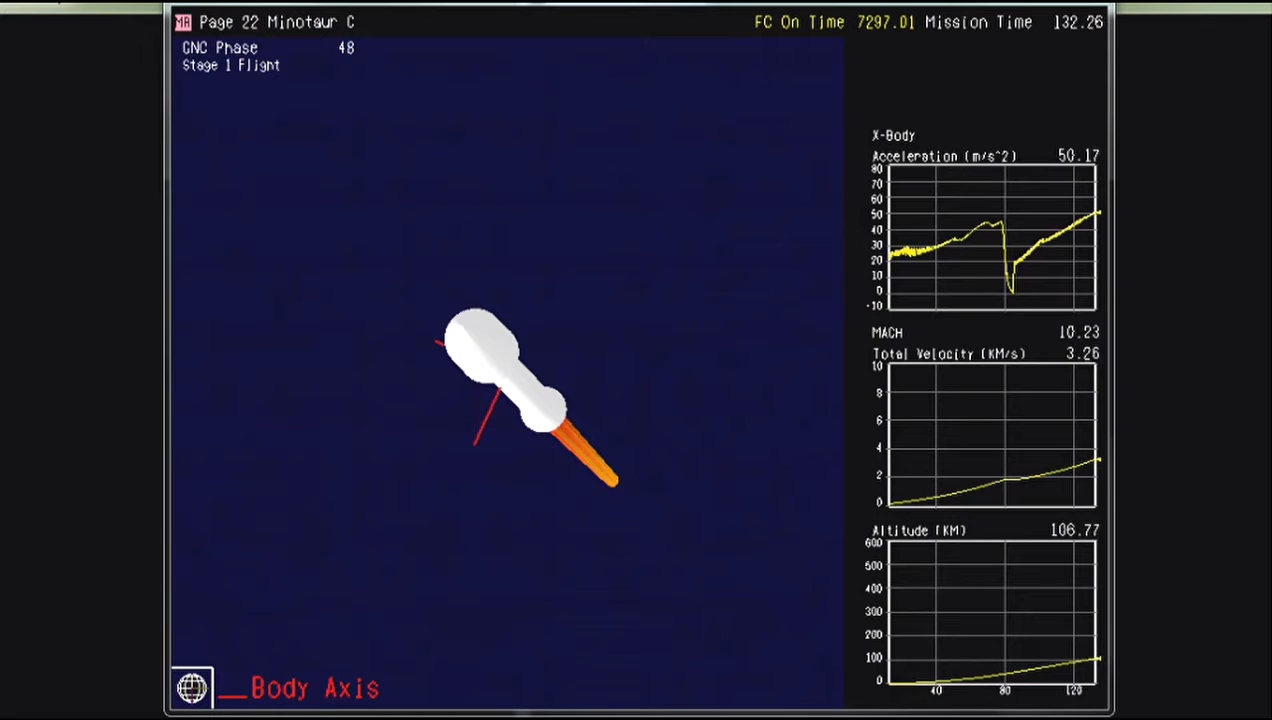 MR Page 22 Minotaur C
FC On Time 7297.01 Mission Time 132.26
GNC Phase 48
Stage 1 Flight
X-Body
Acceleration (m/s^2) 50.17
80
70
60
50
40
30
20
10
0
-10
MACH 10.23
Total Velocity (KM/s) 3.26
10
8
6
4
2
0
Altitude (KM) 106.77
600
500
400
300
200
100
0
40 80 120
Body Axis